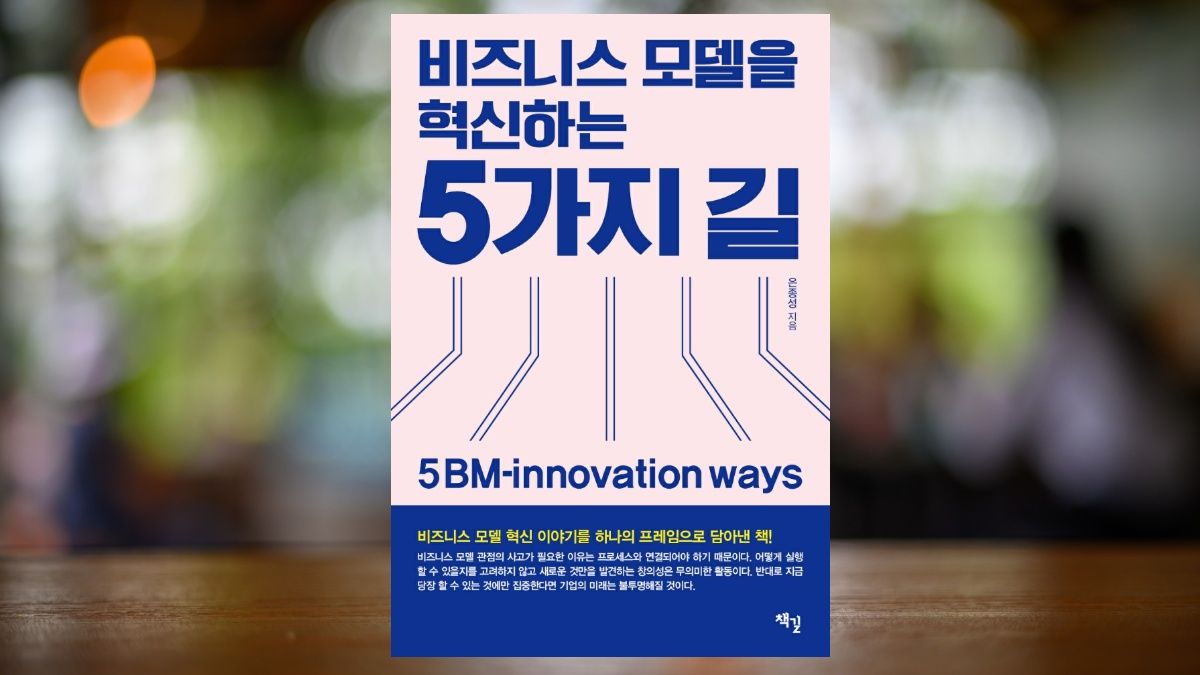 비즈니스 모델을
혁신하는
5가지 길
은종성 지음
5 BM-innovation ways
비즈니스 모델 혁신 이야기를 하나의 프레임으로 담아낸 책!
비즈니스 모델 관점의 사고가 필요한 이유는 프로세스와 연결되어야 하기 때문이다. 어떻게 실행
할 수 있을지를 고려하지 않고 새로운 것만을 발견하는 창의성은 무의미한 활동이다. 반대로 지금
당장 할 수 있는 것에만 집중한다면 기업의 미래는 불투명해질 것이다.
책길